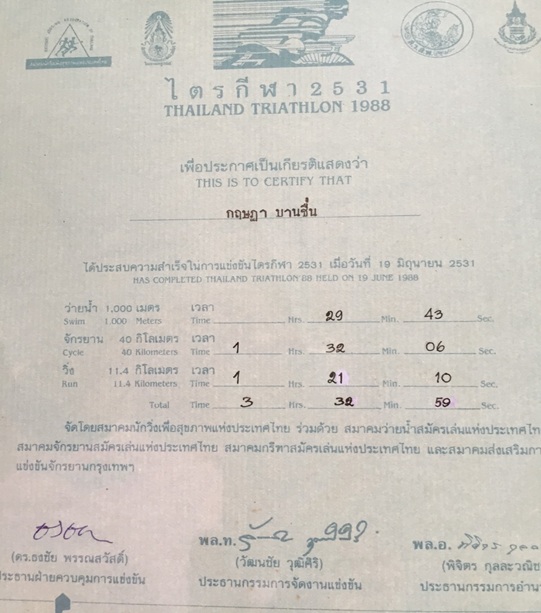 ไตรกีฬา 2531
THAILAND TRIATHLON 1988
เพื่อประกาศเป็นเกียรติแสดงว่า
THIS IS TO CERTIFY THAT
กฤษฎา บานชื่น
ได้ประสบความสำเร็จในการแข่งขันไตรกีฬา 2531 เมื่อวันที่ 19 มิถุนายน 2531
HAS COMPLETED THAILAND TRIATHLON 88 HELD ON 19 JUNE 1988
ว่ายน้ำ 1,000 เมตร เวลา
Swim 1.000 Meters Time Hrs. 29 Min. 43 Sec.
จักรยาน 40 กิโลเมตร เวลา
Cycle 40 Kilometers Time 1 Hrs. 32 Min. 06 Sec.
วิ่ง 11.4 กิโลเมตร เวลา
Run 11.4 Kilometers Time 1 Hrs. 21 Min. 10 Sec.
Total Time 3 Hrs. 32 Min. 59 Sec.
จัดโดยสมาคมนักวิ่งเพื่อสุขภาพแห่งประเทศไทย ร่วมด้วย สมาคมว่ายน้ำสมัครเล่นแห่งประเทศไท
สมาคมจักรยานสมัครเล่นแห่งประเทศไทย สมาคมกรีฑาสมัครเล่นแห่งประเทศไทย และสมาคมส่งเสริมกา
แข่งขันจักรยานกรุงเทพฯ
พล.ท. พล.อ.
(ดร.ธงชัย พรรณสวัสดิ์) (วัฒนชัย วุฒิศิริ) (พิจิตร กุลละวณิช
ประธานฝ่ายควบคุมการแข่งขัน ประธานกรรมการจัดงานแข่งขัน ประธานกรรมการอำน